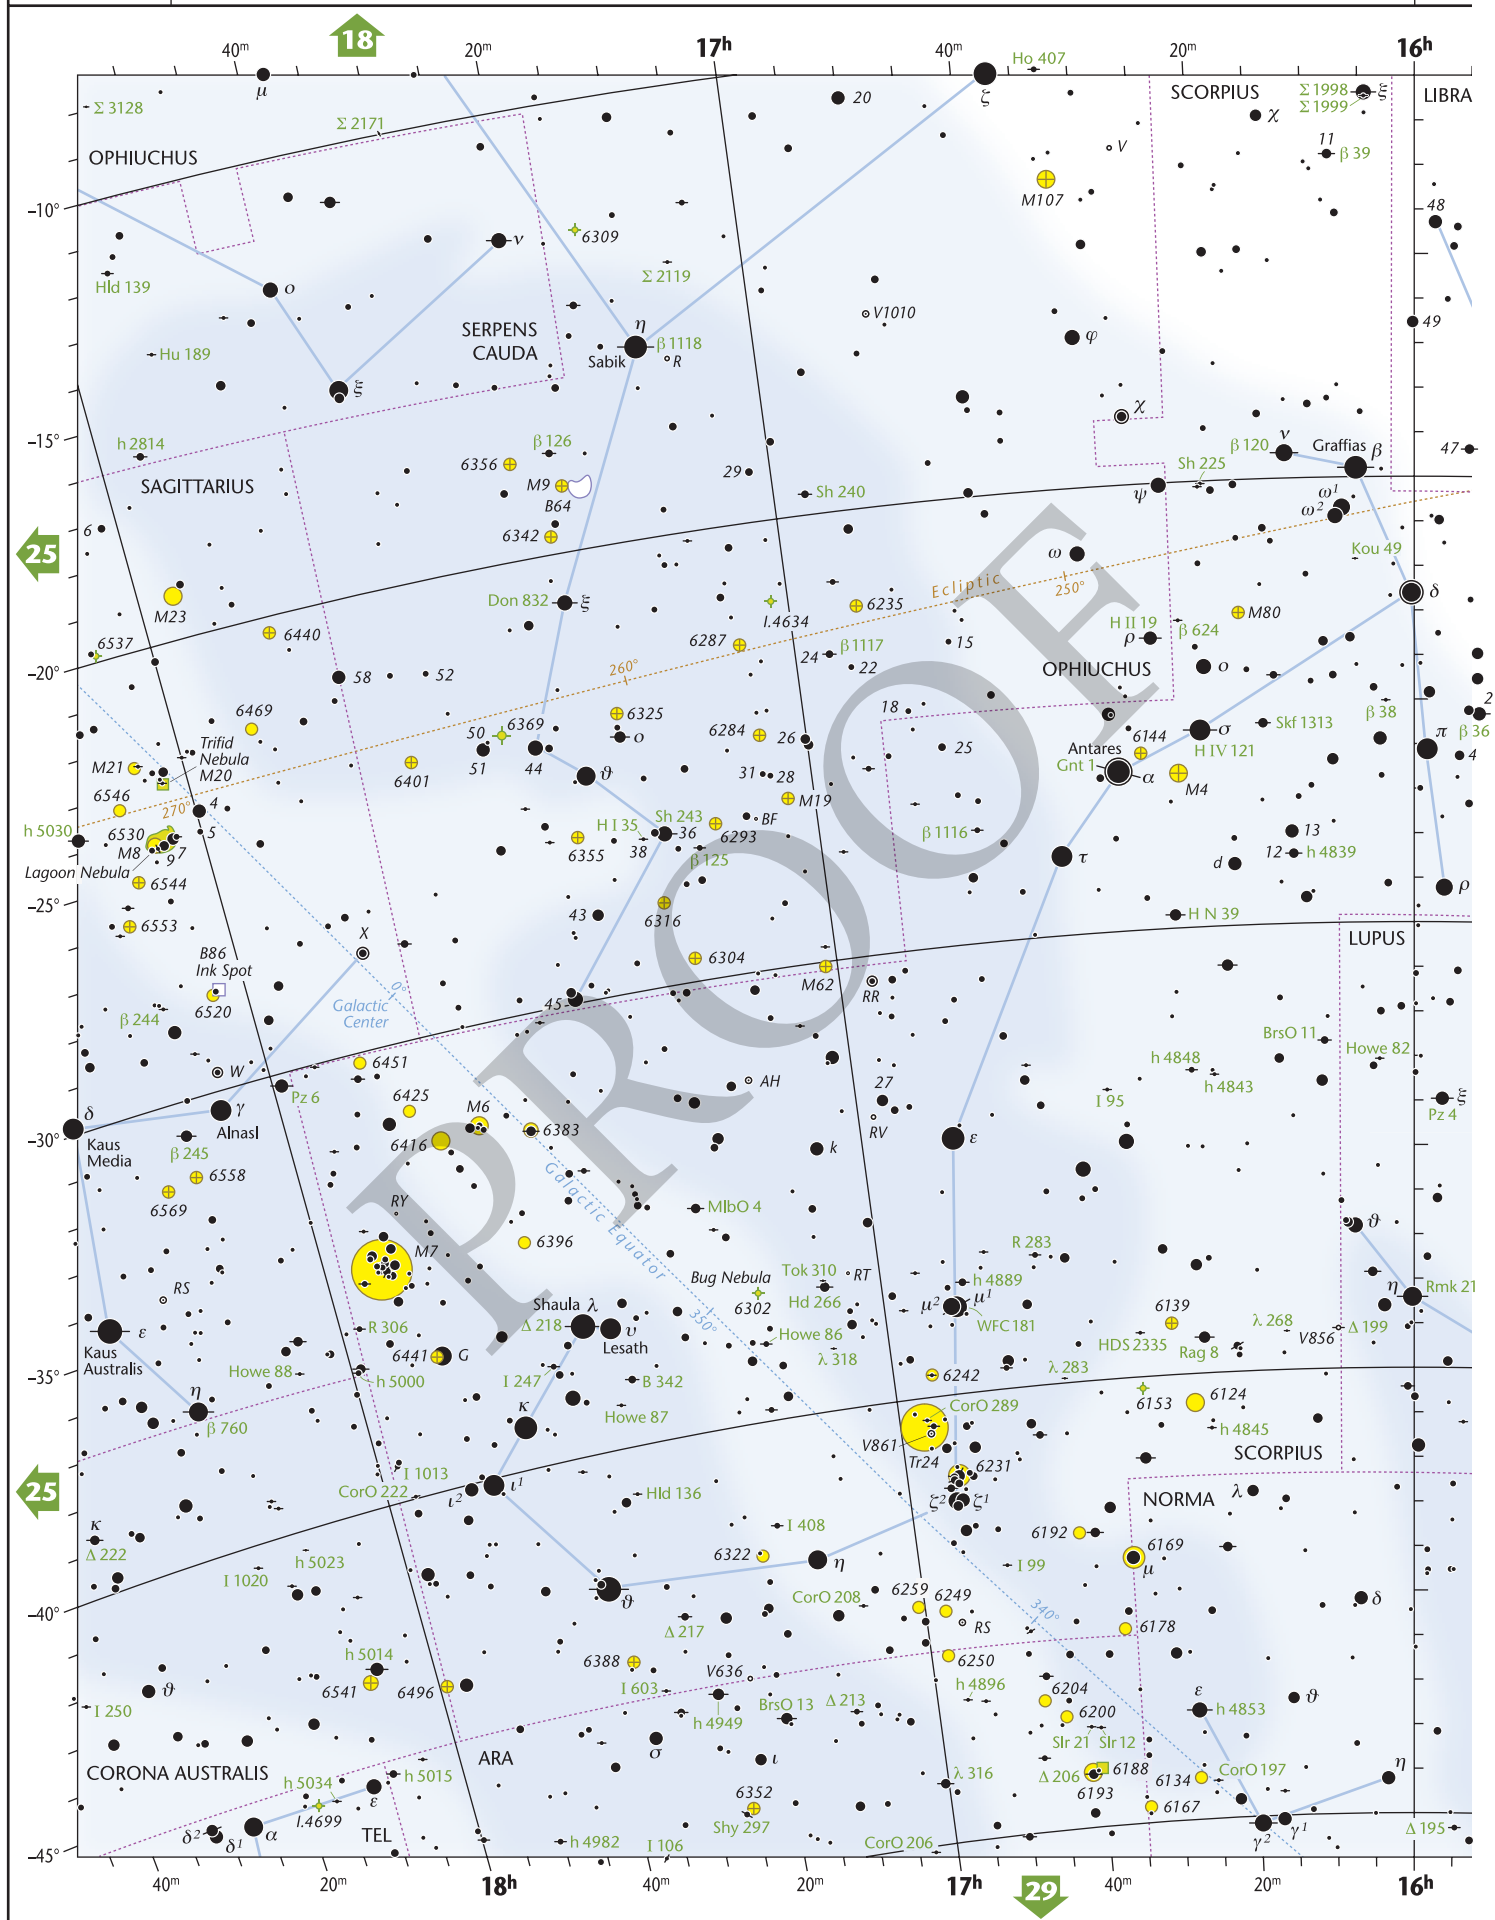 18
40ᵐ 20ᵐ 17ʰ 40ᵐ 20ᵐ 16ʰ
Ho 407
μ 20 ζ SCORPIUS Σ 1998 ξ LIBRA
Σ 3128 χ Σ 1999
Σ 2171
OPHIUCHUS V 11 β 39
M107
−10° 48
ν 6309
Hld 139 ο Σ 2119
V1010 49
SERPENS η φ
CAUDA β 1118
Hu 189 Sabik R
ξ
χ
−15° h 2814 β 126 β 120 ν Graffias β 47
6356 29 Sh 225
SAGITTARIUS M9 Sh 240 ψ ω¹
B64 ω²
6 6342 ω Kou 49
Ecliptic
250°
Don 832 ξ 6235 δ
M23 I.4634 H II 19 M80
6537 6440 6287 β 1117 15 ρ β 624
24 22 OPHIUCHUS ο
−20° 58 52 260°
6469 6325 18 β 38 2
50 6369 6284 Skf 1313 β 36
Trifid ο 26 25 6144 σ π
Nebula 51 44 Antares H IV 121 4
M21 M20 6401 ϑ 31 28 Gnt 1 α M4
6546 270° 4 M19
h 5030 6530 5 H I 35 Sh 243 BF β 1116 13
M8 9 7 36 6293 12 h 4839
Lagoon Nebula 6355 38 β 125 τ d ρ
6544
−25° 6553 43 6316 H N 39
X LUPUS
B86 6304
Ink Spot M62
0° 45 RR
6520 Galactic
β 244 Center BrsO 11
6451 Howe 82
W h 4848
Pz 6 6425 AH 27 h 4843
δ γ M6 I 95 ξ
Alnasl 6383 RV Pz 4
−30° Kaus 6416 ε
Media β 245 k
6558 Galactic Equator
6569 RY MlbO 4 ϑ
M7 6396 R 283
RS Bug Nebula Tok 310 RT h 4889 η Rmk 21
6302 Hd 266 μ² μ¹
Shaula λ 350° 6139 λ 268
ε R 306 Δ 218 υ Howe 86 WFC181 V856 Δ 199
Kaus Lesath HDS 2335
Australis 6441 G λ 318 Rag 8
−35° Howe 88 h 5000 I 247 B 342 6242 λ 283
η κ Howe 87 CorO 289 6153 6124
β 760 V861 h 4845
Tr24 SCORPIUS
I 1013 6231
25 CorO 222 ι² ι¹ Hld 136 ζ² ζ¹ NORMA λ
κ I 408 6192 6169
Δ 222 h 5023 6322 η I 99 μ
I 1020 6259 6249
−40° ϑ CorO 208 340° δ
Δ 217 RS 6178
h 5014 6388 V636 6250
6541 6496 I 603 h 4896 6204 ε
ϑ BrsO 13 Δ 213 h 4853 ϑ
I 250 h 4949 6200
σ Slr 21 Slr 12
CORONA AUSTRALIS ARA ι 6188 CorO 197 η
h 5034 h 5015 λ 316 Δ 206 6134
ε 6352 6193 6167
I.4699
δ² δ¹ α TEL Shy 297 γ² γ¹ Δ 195
−45° h 4982 I 106 CorO 206
40ᵐ 20ᵐ 18ʰ 40ᵐ 20ᵐ 17ʰ 40ᵐ 20ᵐ 16ʰ
29
25
PROOF